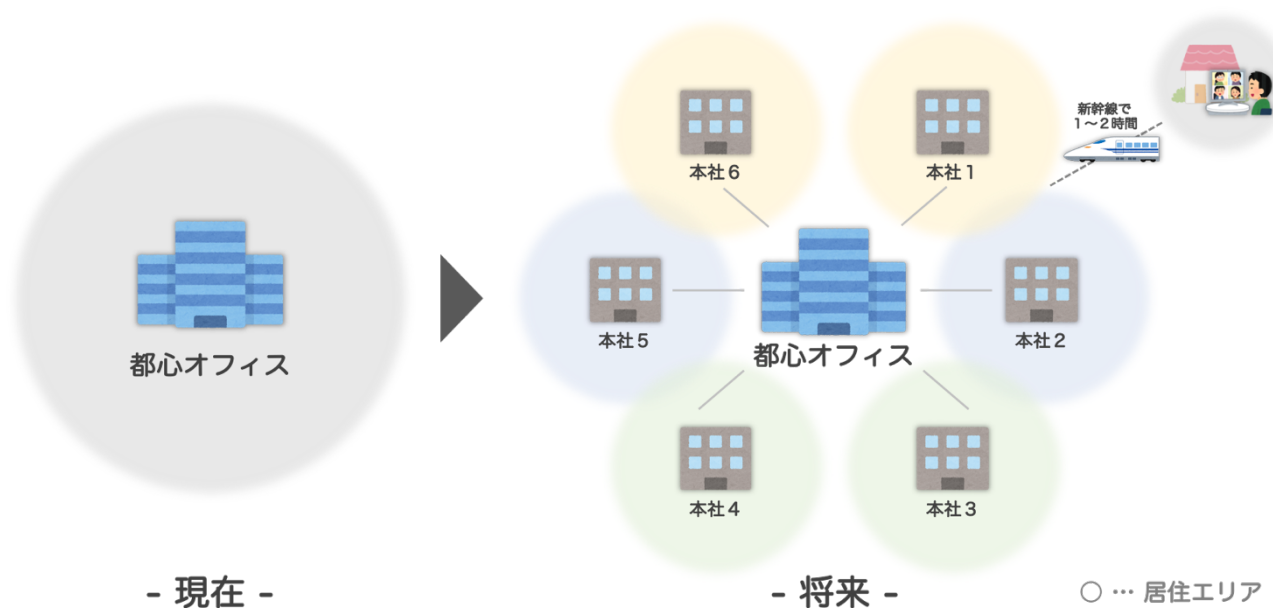 都心オフィス
- 現在 -
本社6
本社1
新幹線で
1〜2時間
本社5
都心オフィス
本社2
本社4
本社3
- 将来 -
○ … 居住エリア